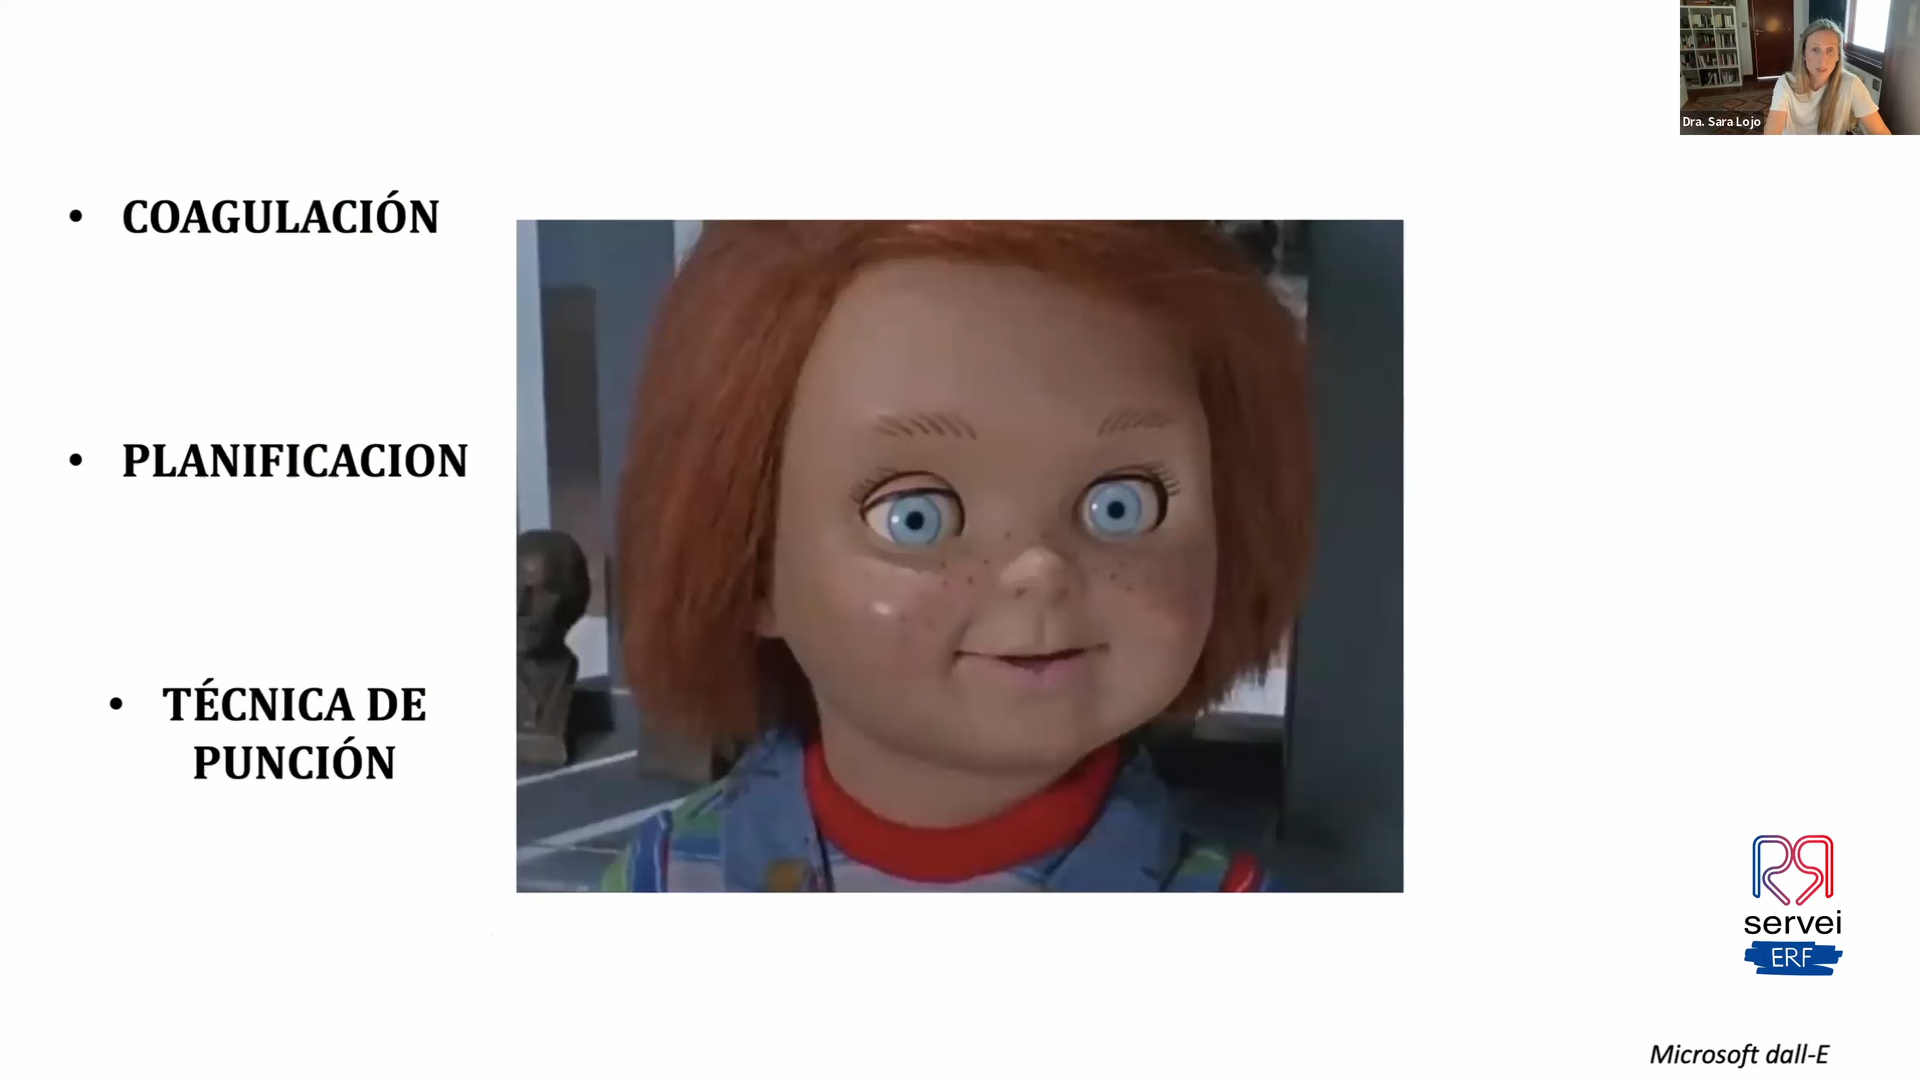 Dra. Sara Lojo
• COAGULACIÓN
• PLANIFICACION
• TÉCNICA DE
PUNCIÓN
servei
ERF
Microsoft dall-E